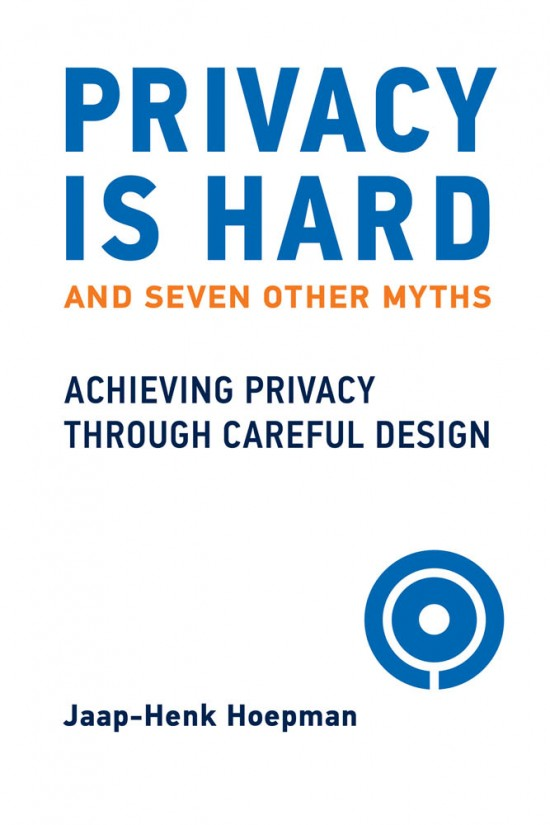 PRIVACY
IS HARD
AND SEVEN OTHER MYTHS
ACHIEVING PRIVACY
THROUGH CAREFUL DESIGN
Jaap-Henk Hoepman